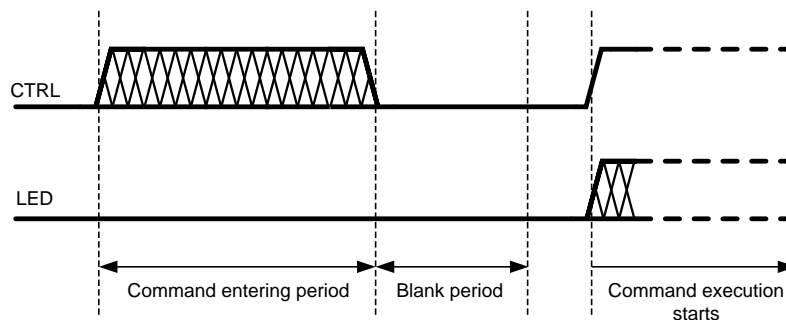 CTRL
LED
Command entering period
Blank period
Command execution
starts